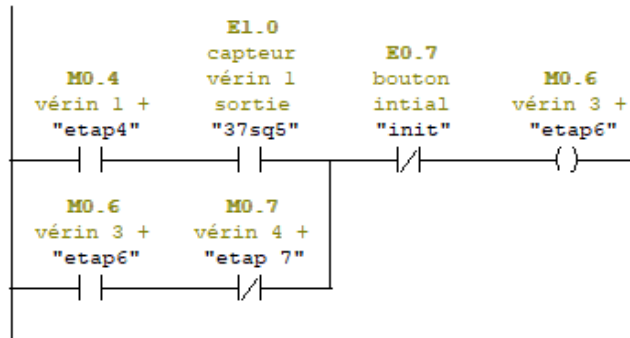 E1.0
capteur E0.7
M0.4 vérin 1 bouton M0.6
vérin 1 + sortie intial vérin 3 +
"etap4" "37sq5" "init" "etap6"
M0.6 M0.7
vérin 3 + vérin 4 +
"etap6" "etap 7"